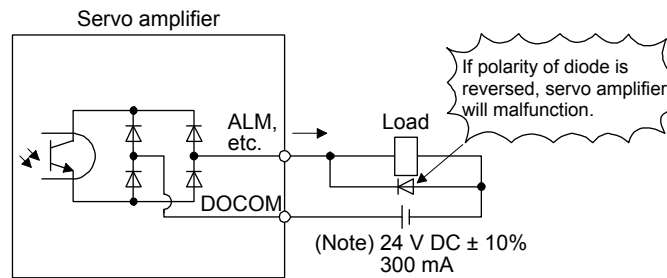 Servo amplifier
If polarity of diode is
reversed, servo amplifier
will malfunction.
ALM,
etc.
Load
DOCOM
(Note) 24 V DC ± 10%
300 mA